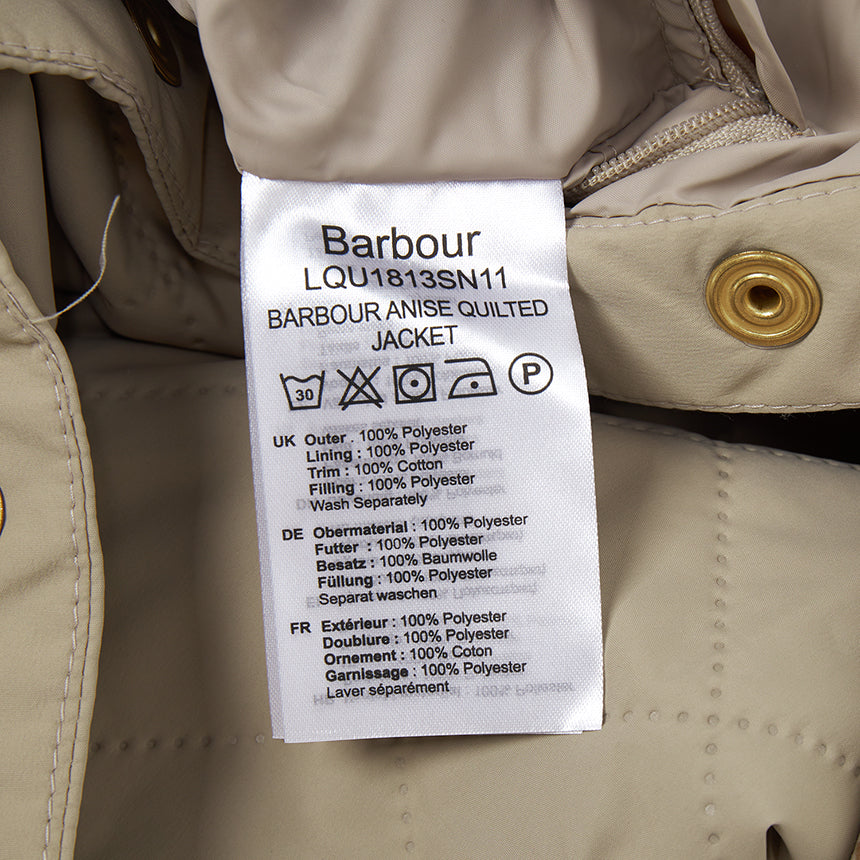 Barbour
LQU1813SN11
BARBOUR ANISE QUILTED
JACKET
30 P
UK Outer : 100% Polyester
Lining : 100% Polyester
Trim : 100% Cotton
Filling : 100% Polyester
Wash Separately
DE Obermaterial : 100% Polyester
Futter : 100% Polyester
Besatz : 100% Baumwolle
Füllung : 100% Polyester
Separat waschen
FR Extérieur : 100% Polyester
Doublure : 100% Polyester
Ornement : 100% Coton
Garnissage : 100% Polyester
Laver séparément